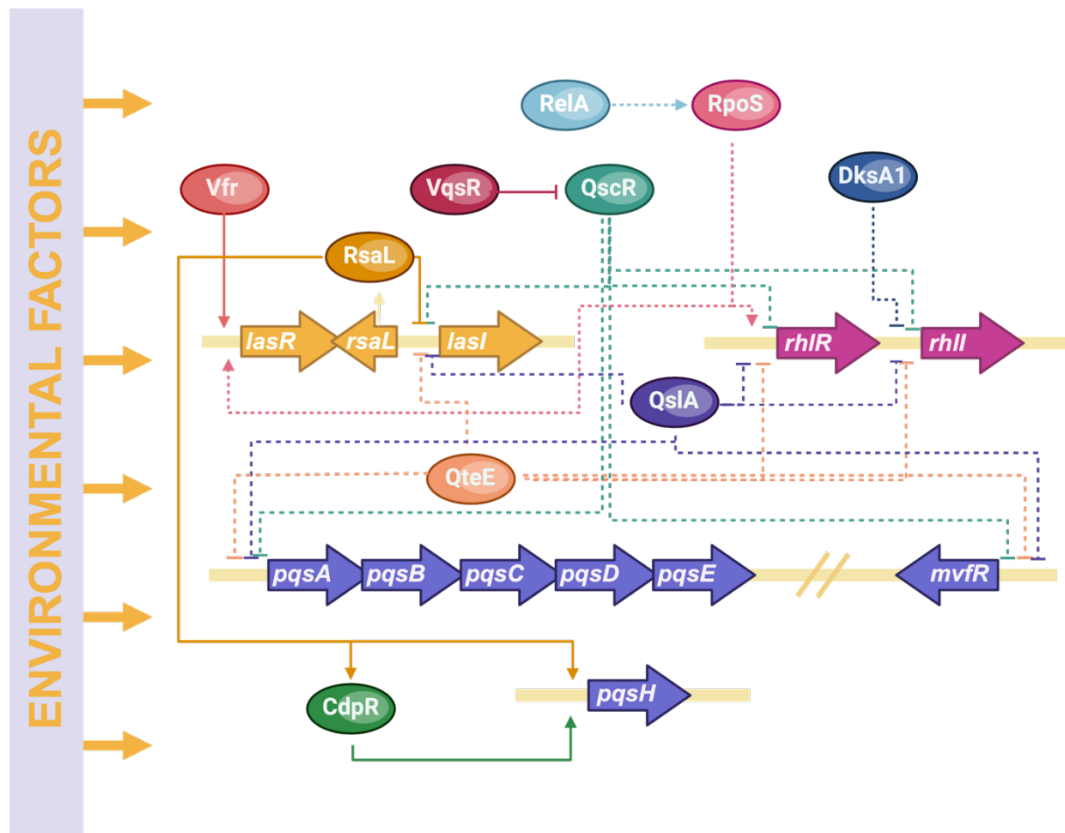 ENVIRONMENTAL FACTORS
RelA
RpoS
Vfr
VqsR
QscR
DksA1
RsaL
lasR
rsaL
lasI
rhlR
rhlI
QslA
QteE
pqsA
pqsB
pqsC
pqsD
pqsE
mvfR
CdpR
pqsH